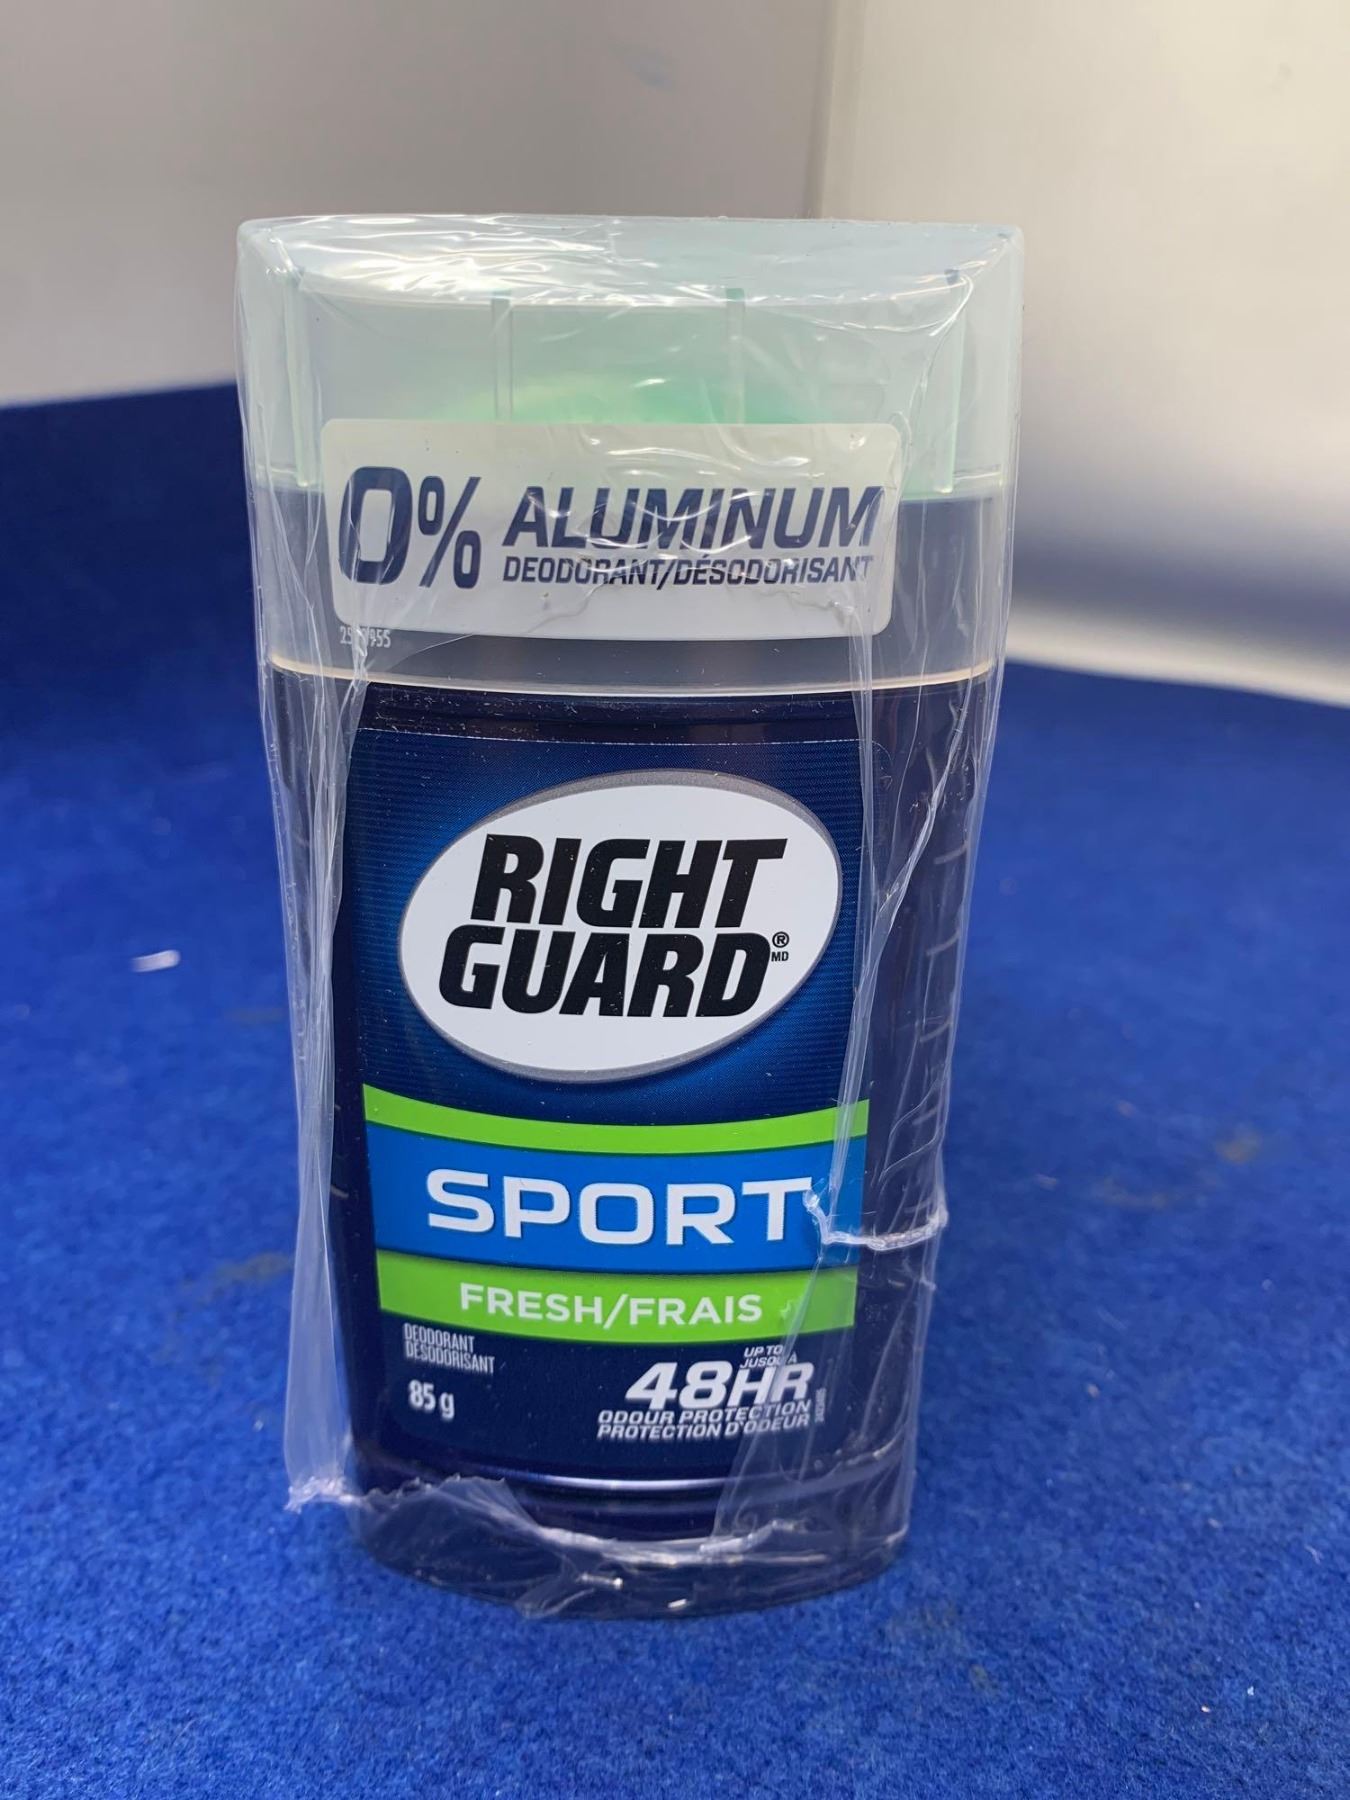 0% ALUMINUM
DEODORANT/DÉSODORISANT
RIGHT
GUARD®
MD
SPORT
FRESH/FRAIS
DEODORANT
DÉSODORISANT
85 g
UP TO
JUSQU'À
48HR
ODOUR PROTECTION
PROTECTION D'ODEUR